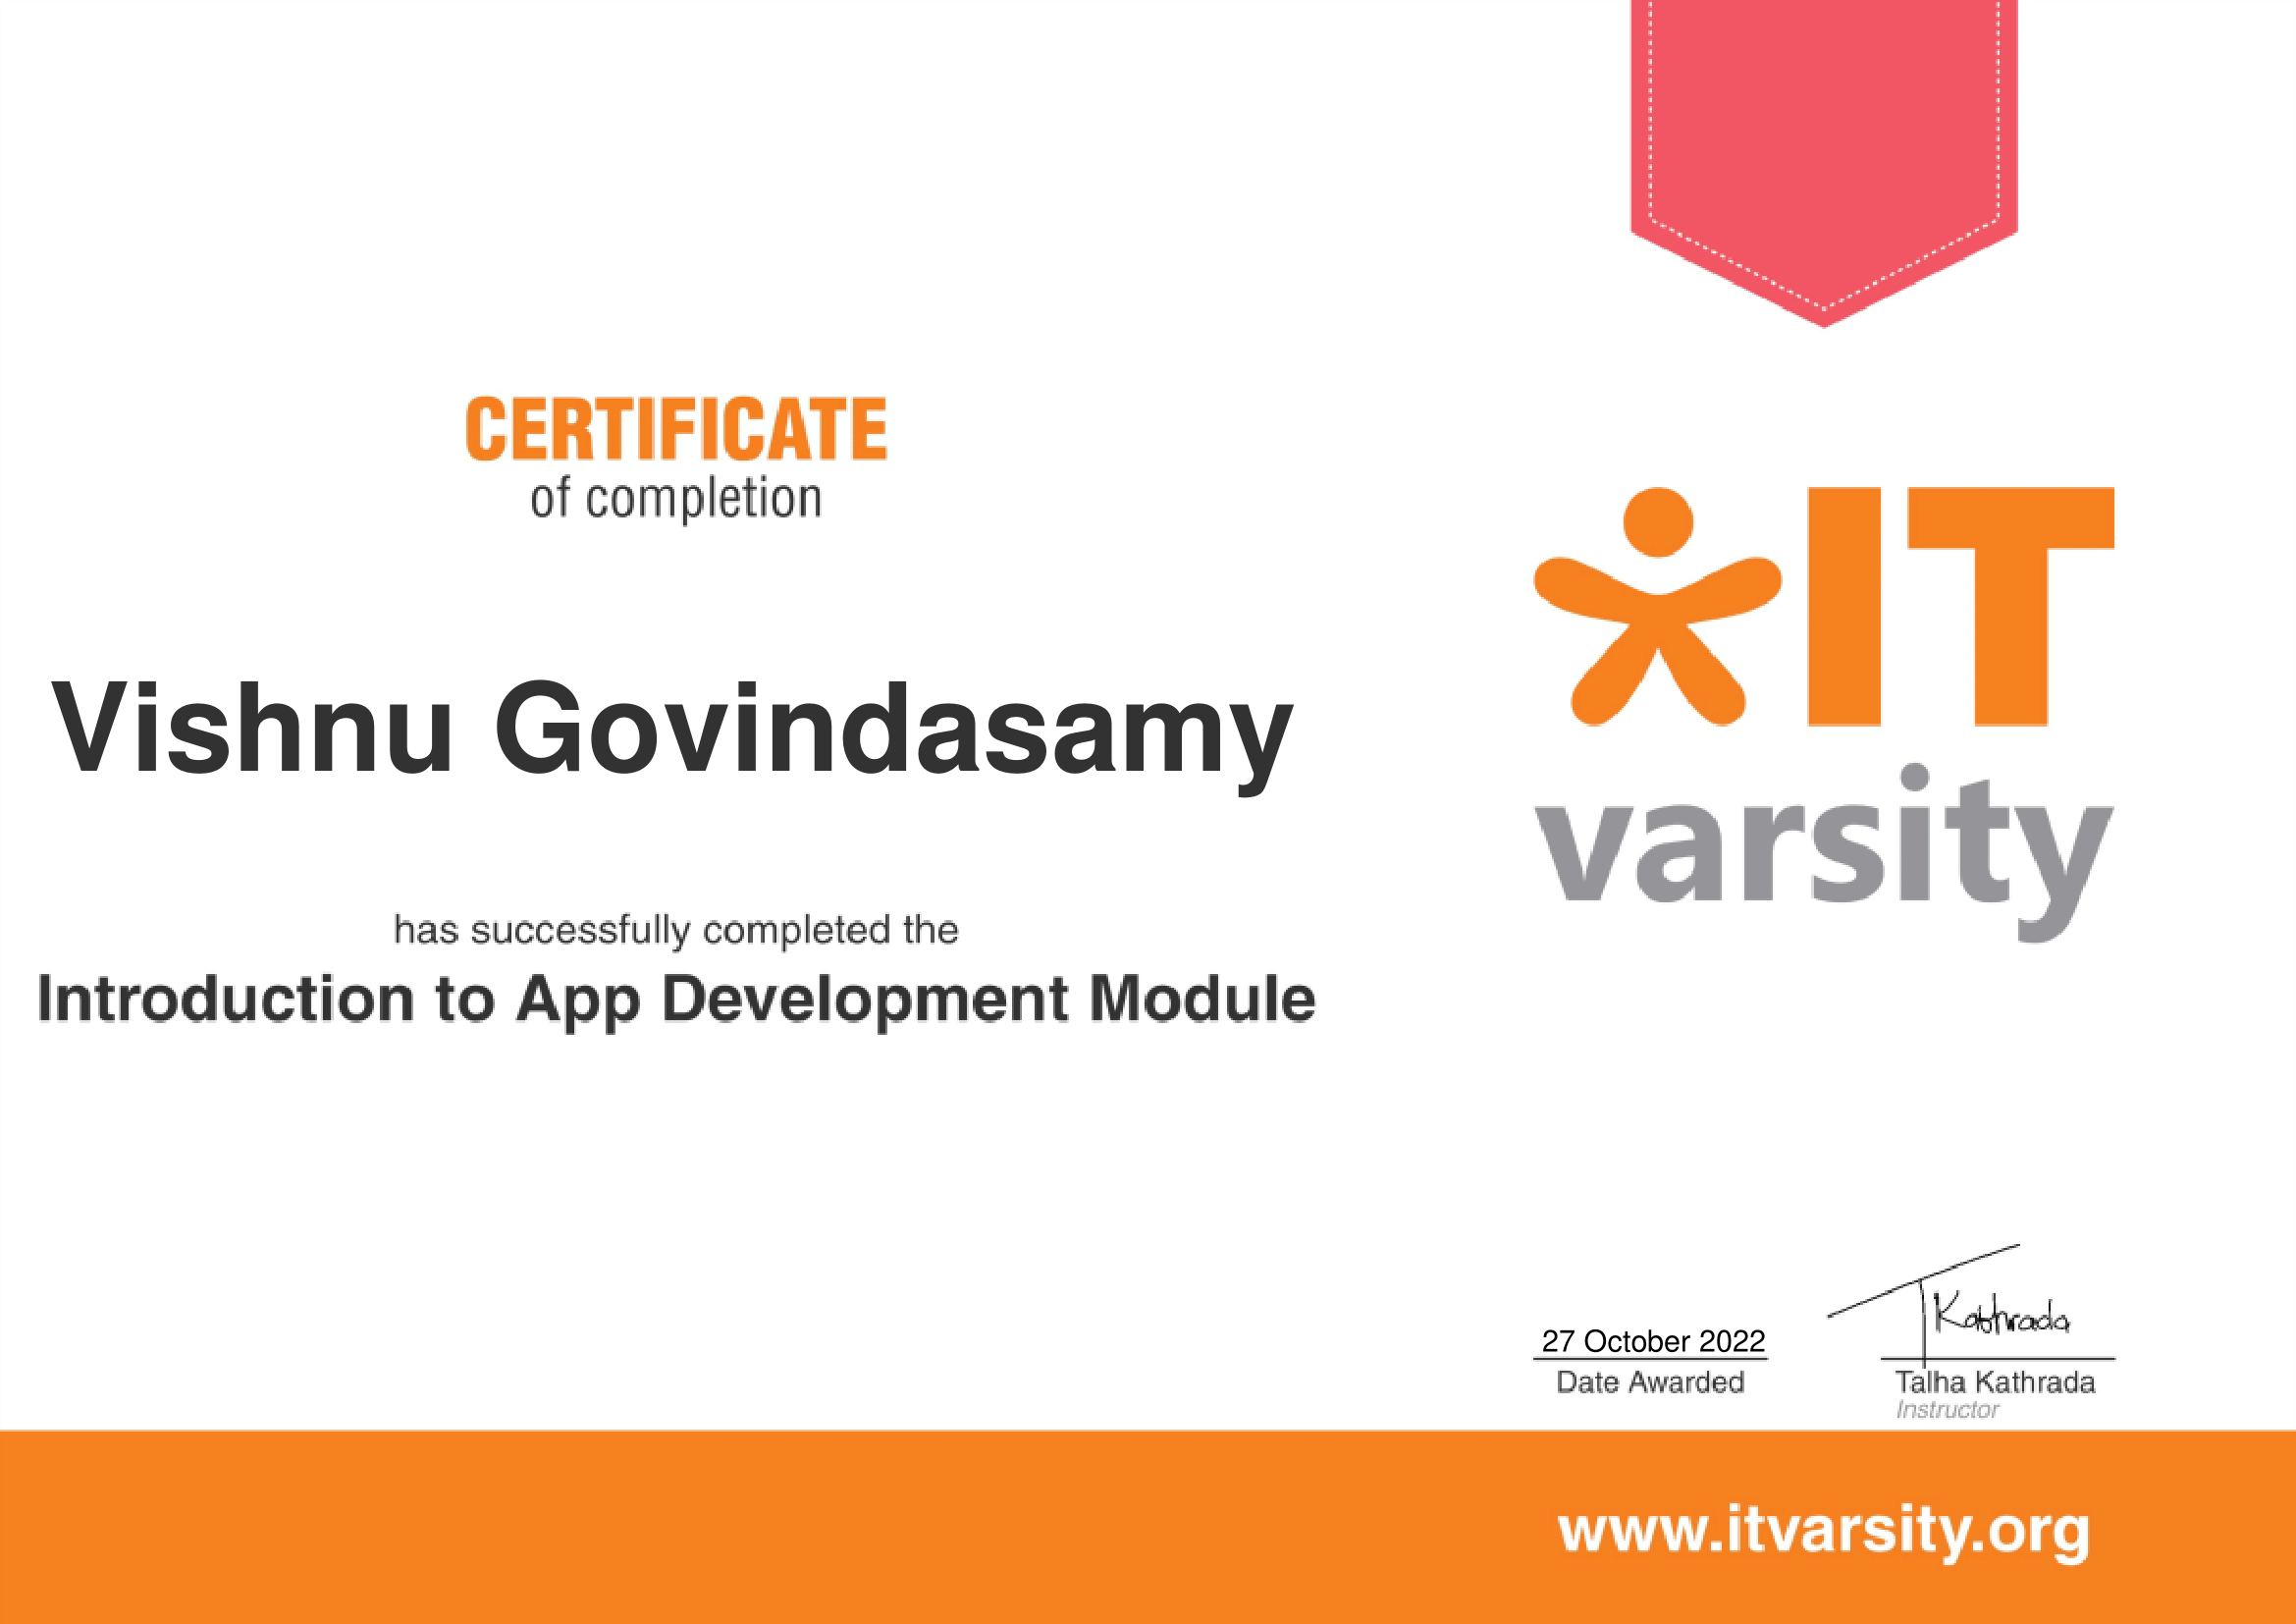 CERTIFICATE
of completion
Vishnu Govindasamy
has successfully completed the
Introduction to App Development Module
IT
varsity
27 October 2022
Date Awarded
TKathrada
Talha Kathrada
Instructor
www.itvarsity.org